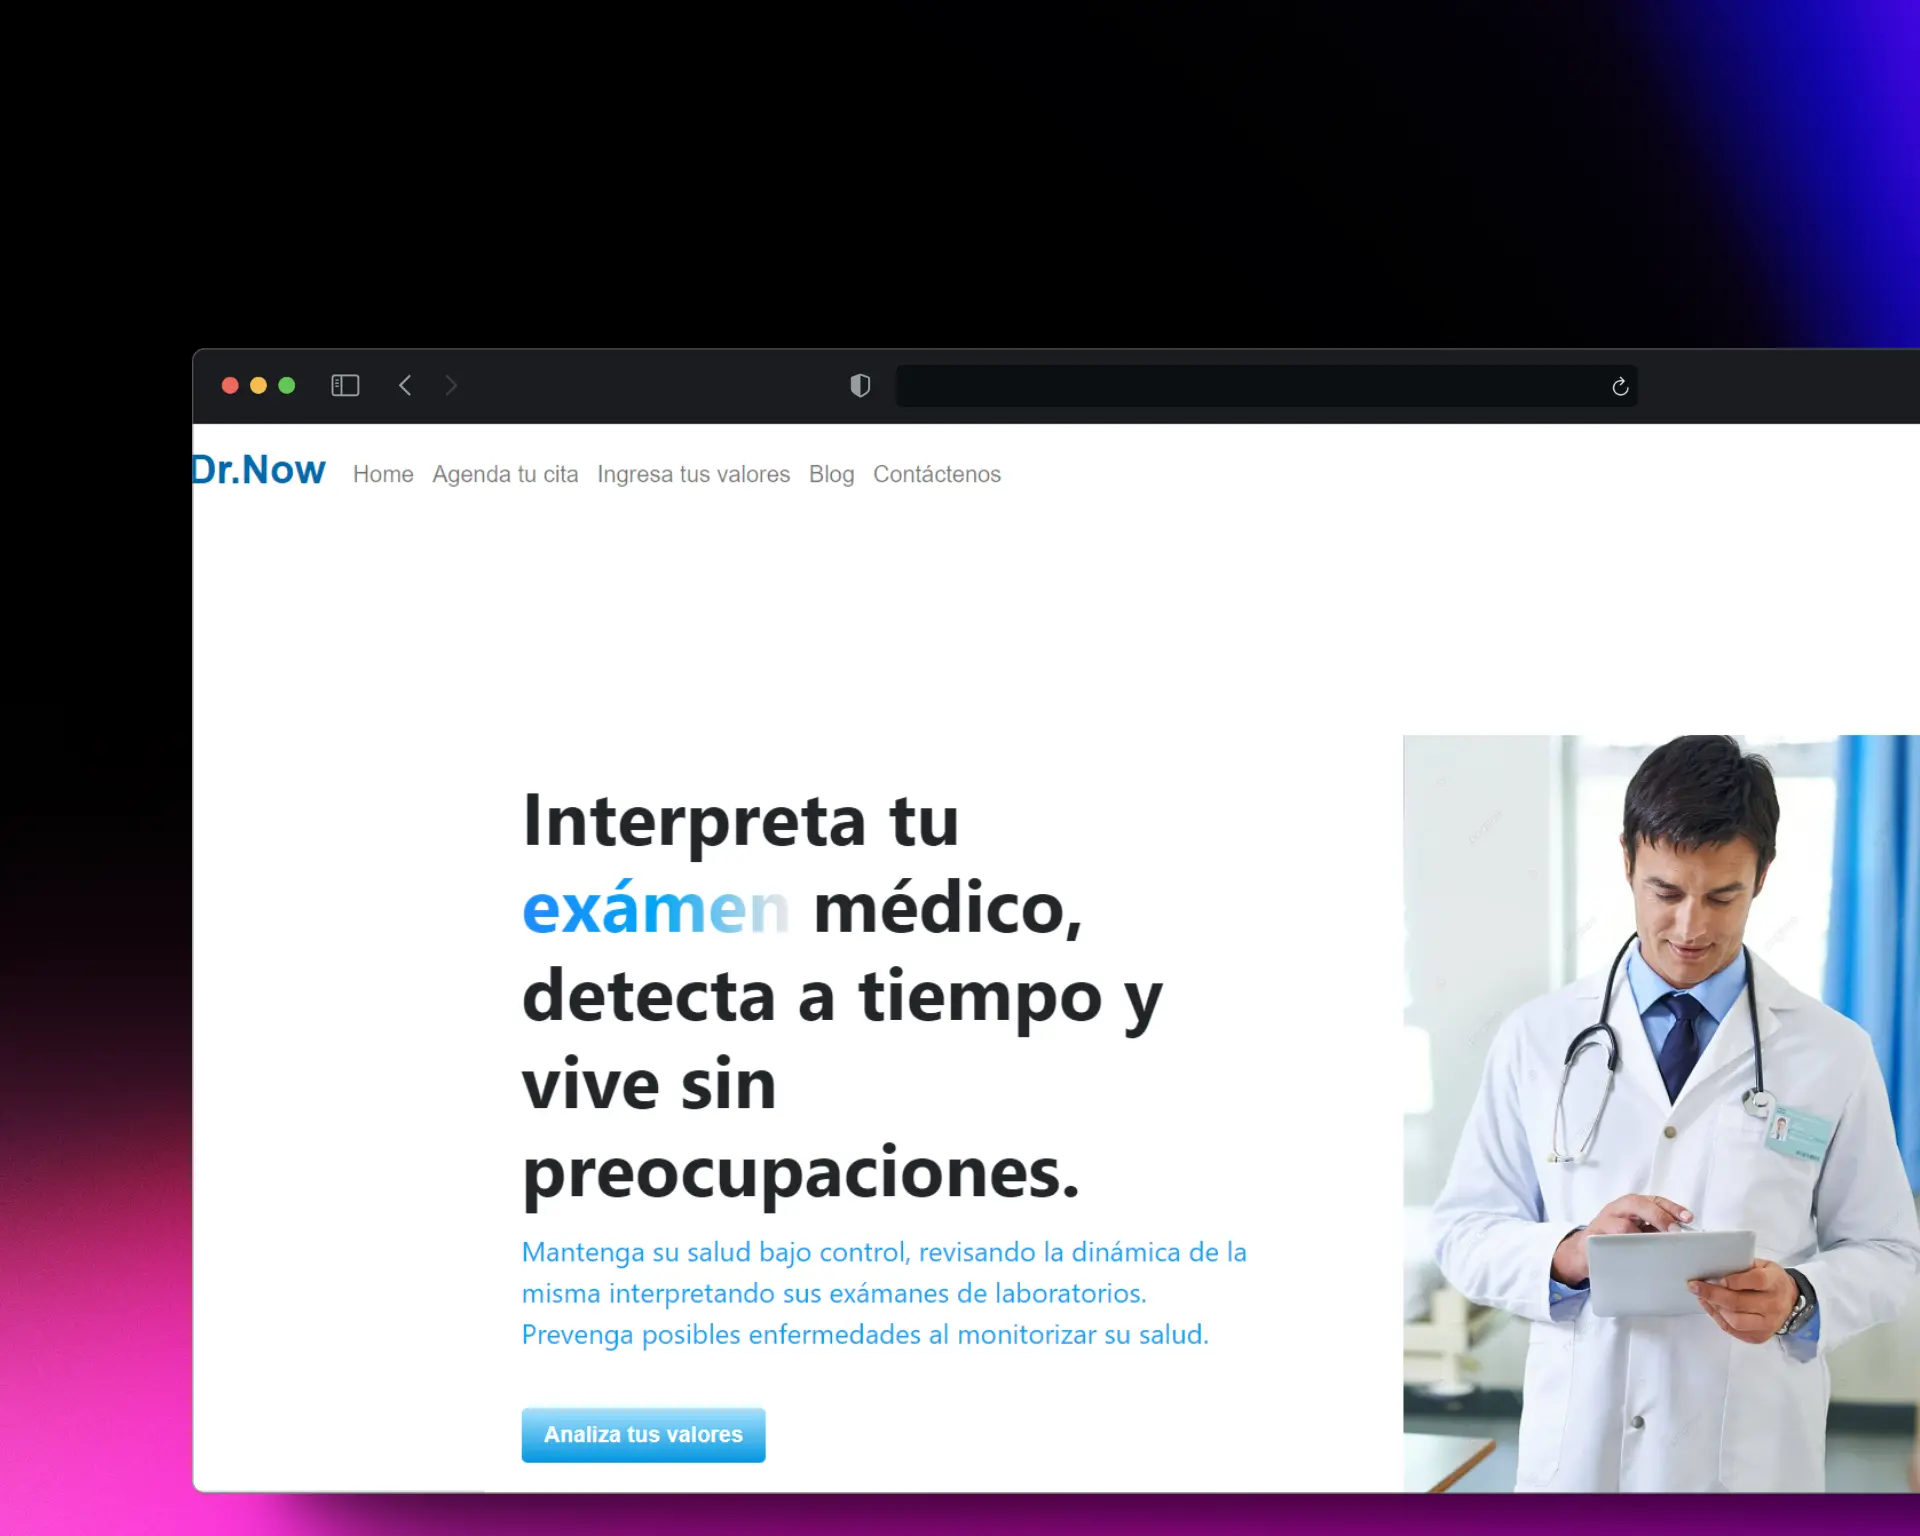 Dr.Now Home Agenda tu cita Ingresa tus valores Blog Contáctenos
Interpreta tu
exámen médico,
detecta a tiempo y
vive sin
preocupaciones.
Mantenga su salud bajo control, revisando la dinámica de la
misma interpretando sus exámanes de laboratorios.
Prevenga posibles enfermedades al monitorizar su salud.
Analiza tus valores